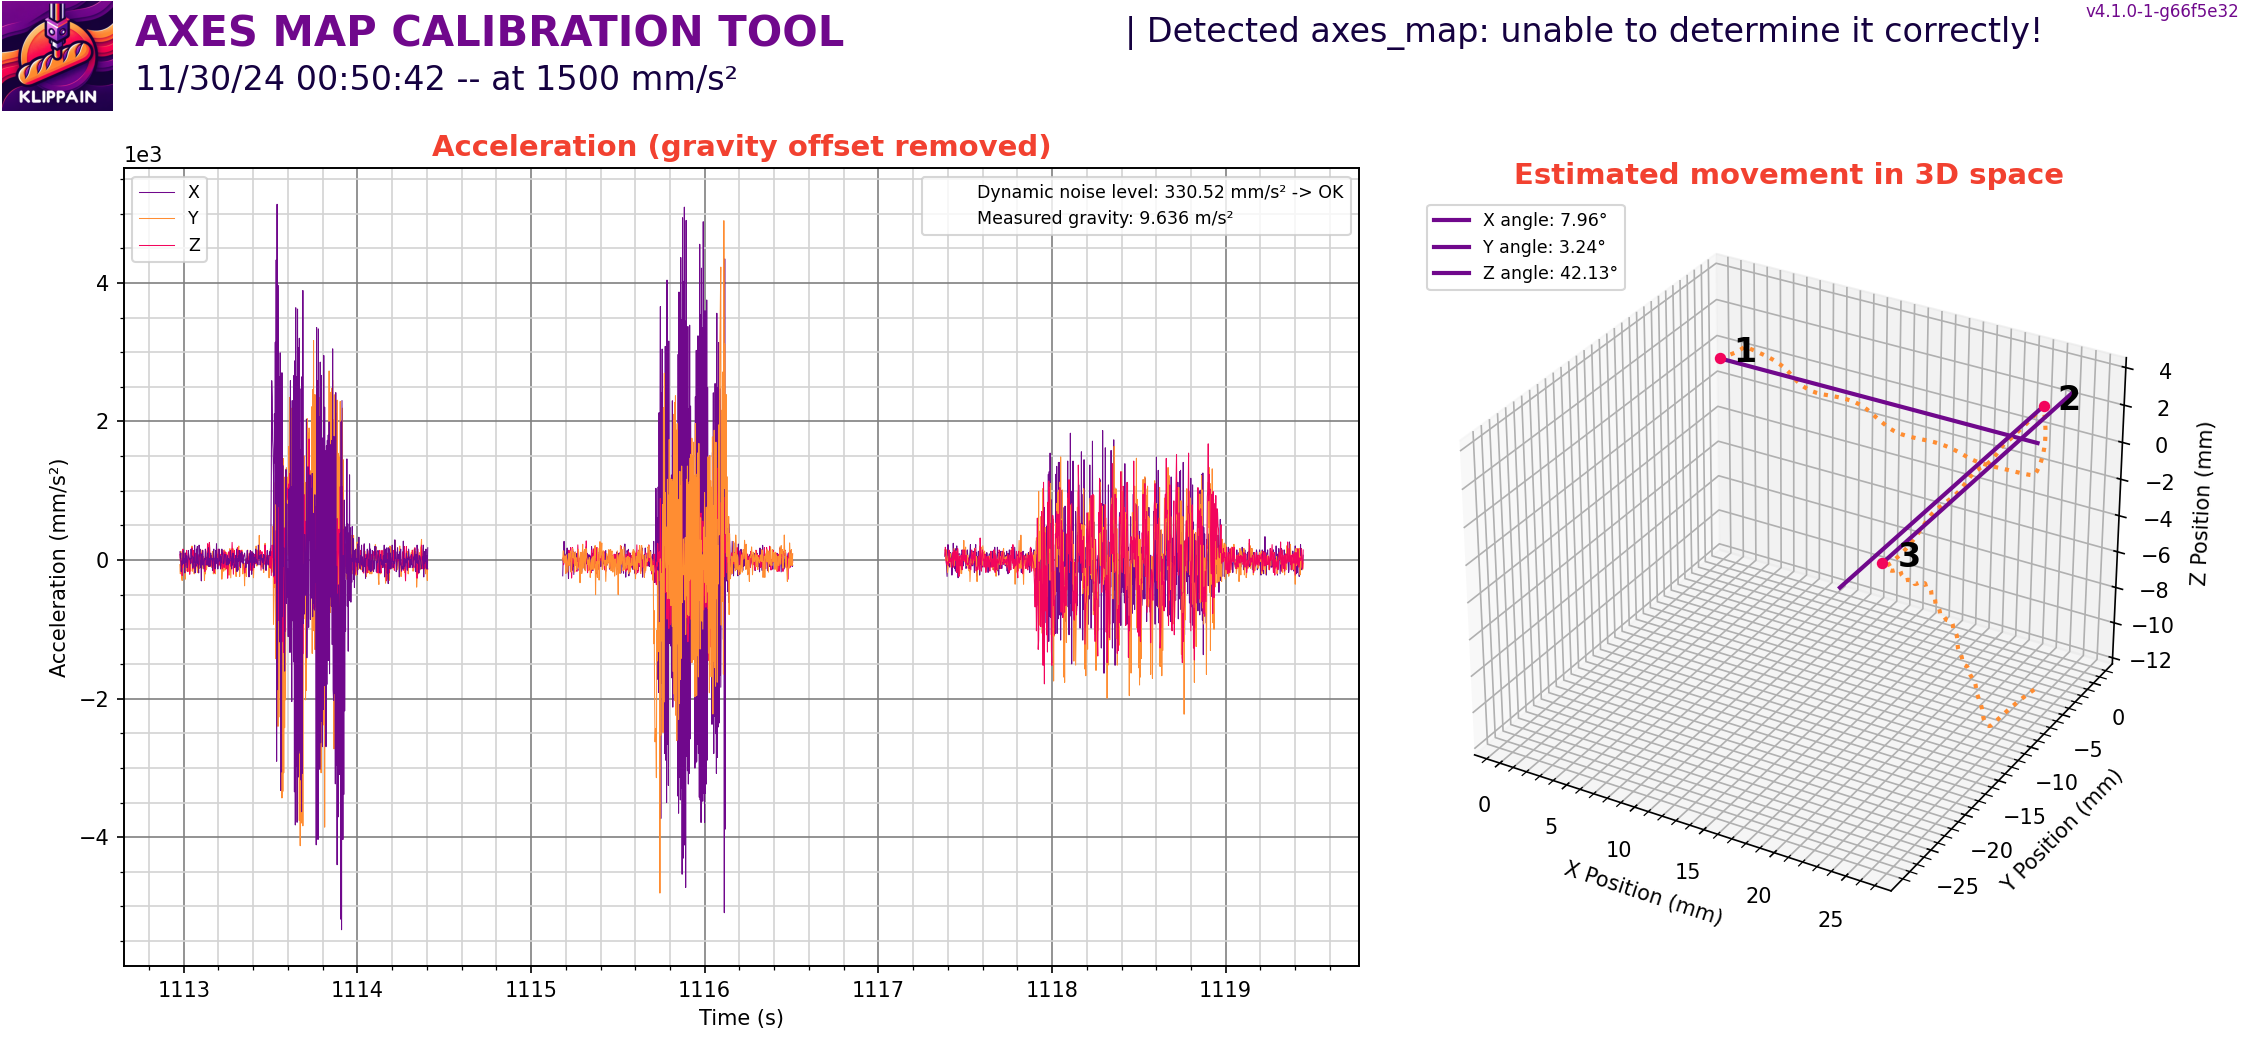 KLIPPAIN
AXES MAP CALIBRATION TOOL
11/30/24 00:50:42 -- at 1500 mm/s²
| Detected axes_map: unable to determine it correctly!
v4.1.0-1-g66f5e32
Acceleration (gravity offset removed)
1e3
X
Y
Z
Dynamic noise level: 330.52 mm/s² -> OK
Measured gravity: 9.636 m/s²
Acceleration (mm/s²)
4
2
0
−2
−4
1113
1114
1115
1116
1117
1118
1119
Time (s)
Estimated movement in 3D space
X angle: 7.96°
Y angle: 3.24°
Z angle: 42.13°
1
2
3
4
2
0
−2
−4
−6
−8
−10
−12
Z Position (mm)
0
−5
−10
−15
−20
−25
Y Position (mm)
0
5
10
15
20
25
X Position (mm)